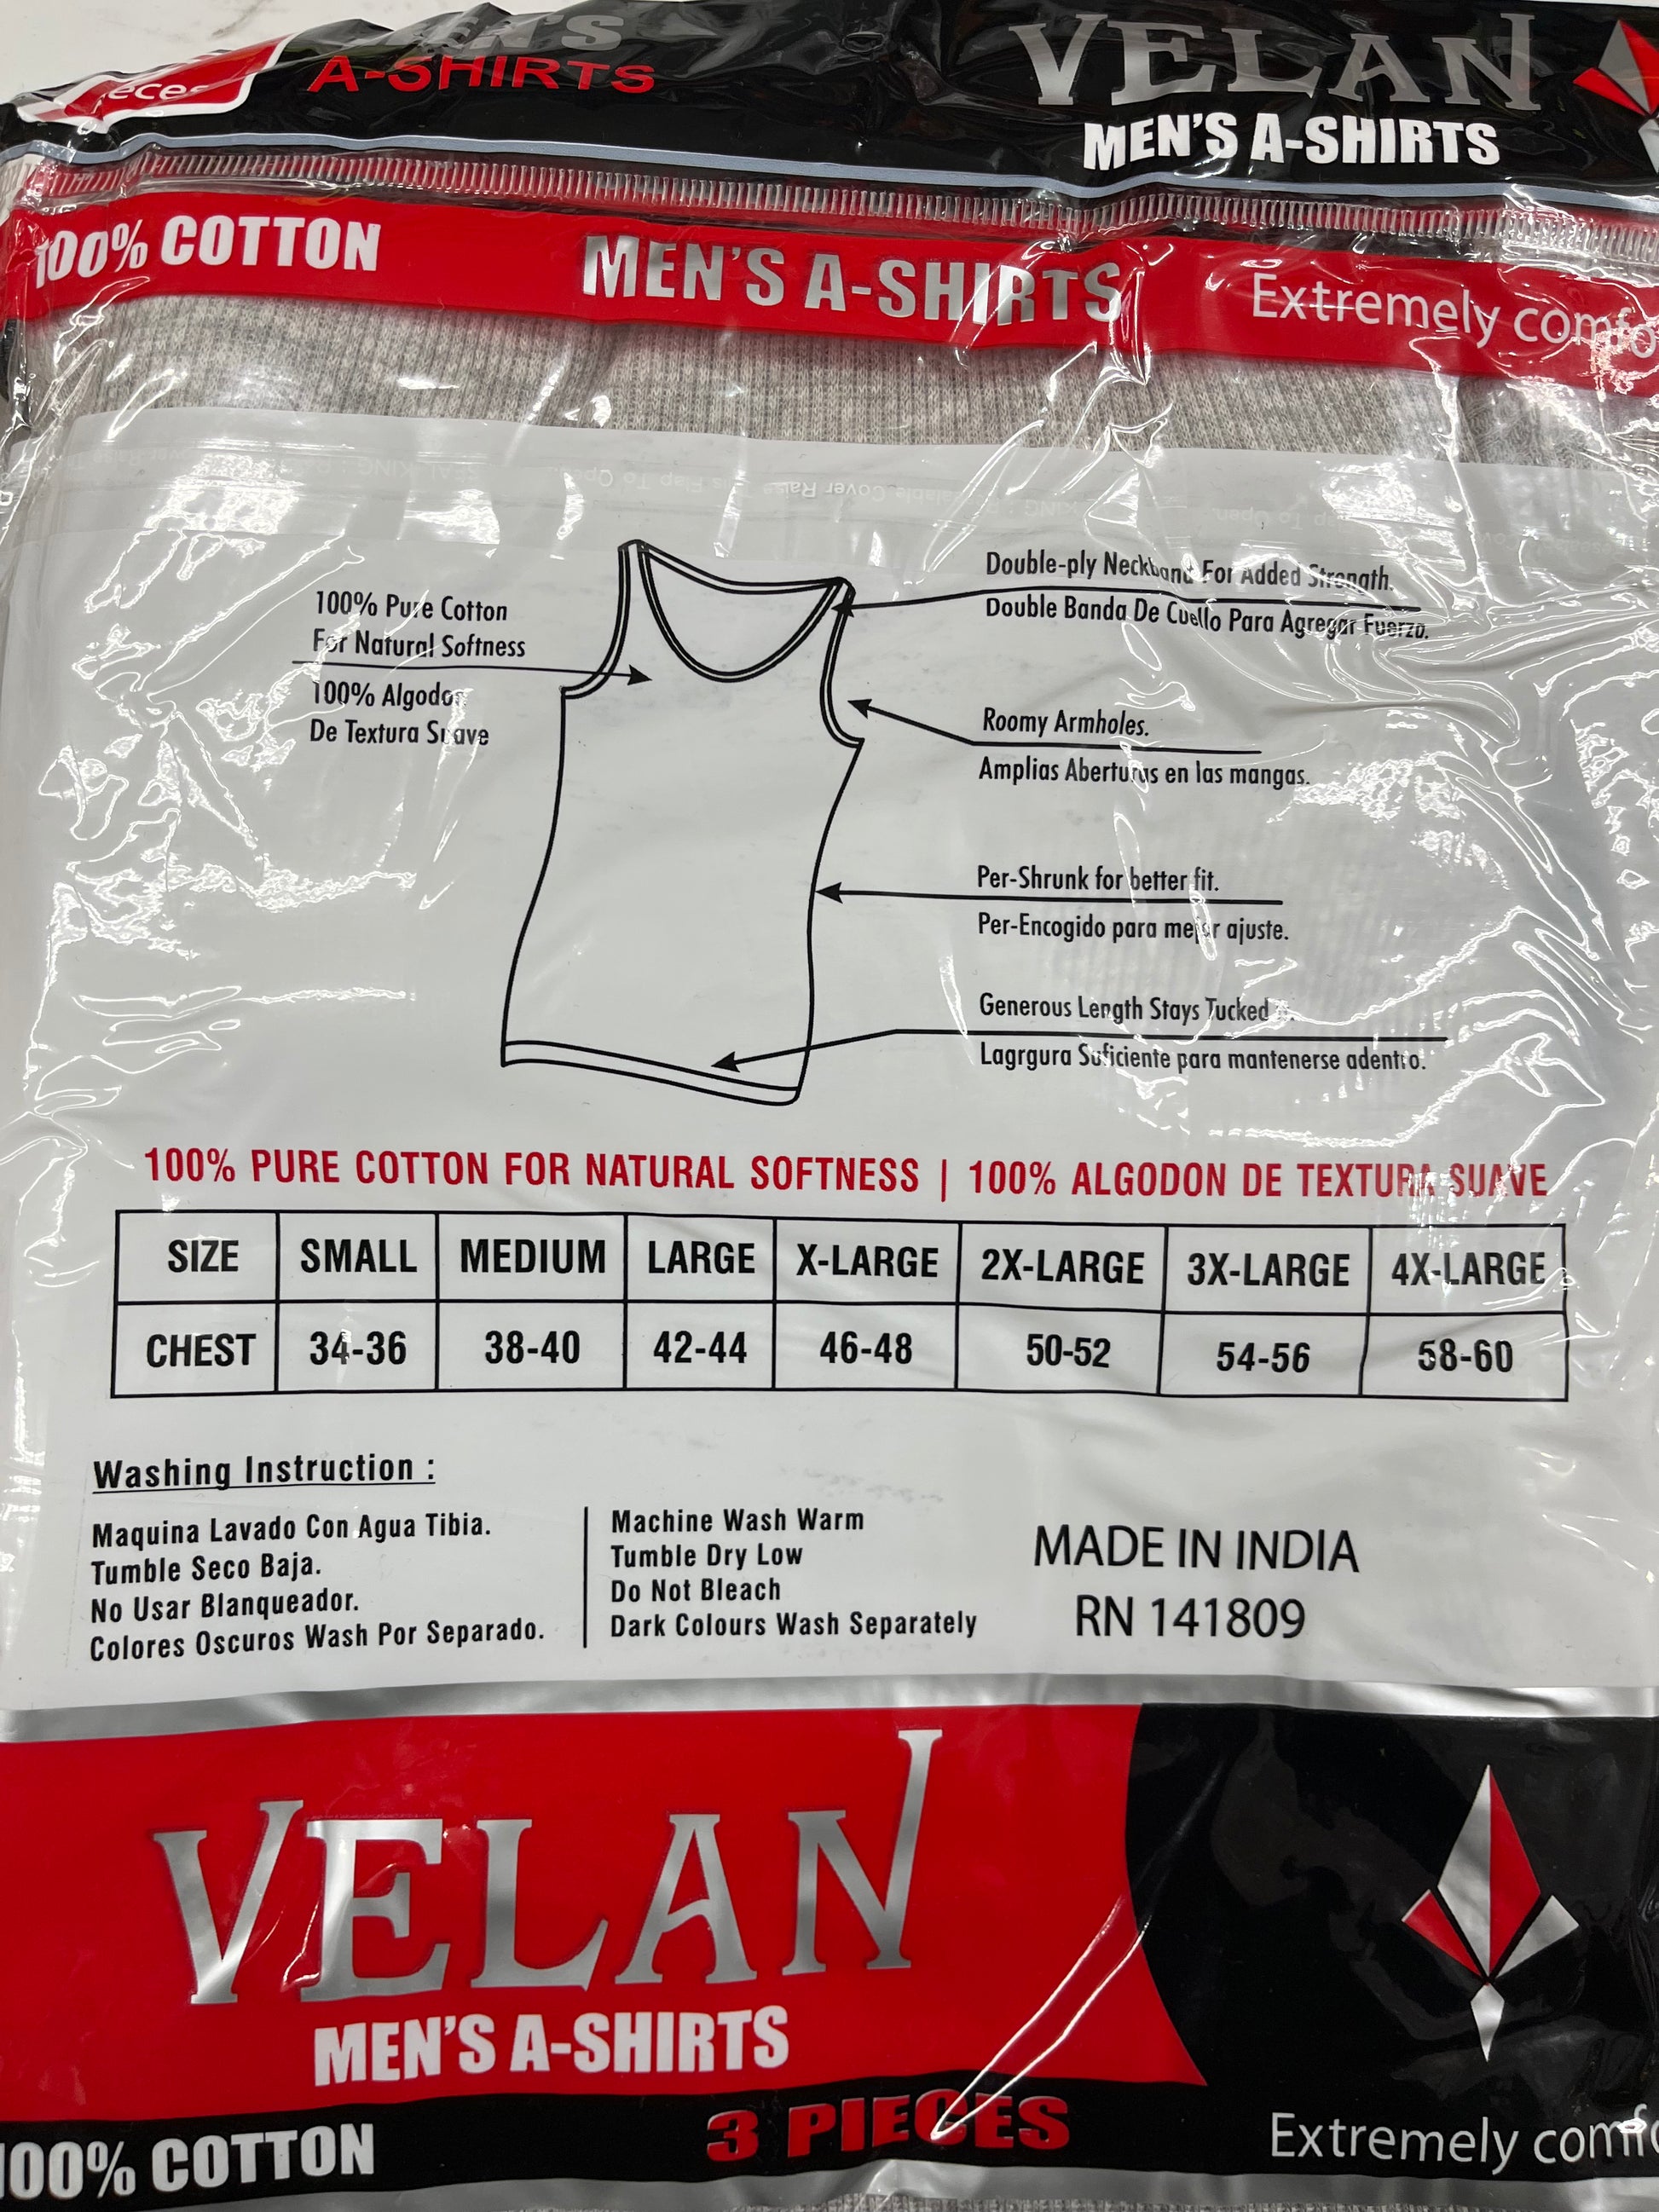 MEN'S
A-SHIRTS
VELAN
MEN'S A-SHIRTS
100% COTTON
MEN'S A-SHIRTS
Extremely
100% Pure Cotton
For Natural Softness
100% Algodon
De Textura Suave
Double-ply Neckband For Added Strength.
Double Banda De Cuello Para Agregar Fuerza.
Roomy Armholes.
Amplias Aberturas en las mangas.
Per-Shrunk for better fit.
Per-Encogido para mejor ajuste.
Generous Length Stays Tucked
Lagrgura Suficiente para mantenerse adentro.
100% PURE COTTON FOR NATURAL SOFTNESS | 100% ALGODON DE TEXTURA SUAVE
SIZE SMALL MEDIUM LARGE X-LARGE 2X-LARGE 3X-LARGE 4X-LARGE
CHEST 34-36 38-40 42-44 46-48 50-52 54-56 58-60
Washing Instruction :
Maquina Lavado Con Agua Tibia.
Tumble Seco Baja.
No Usar Blanqueador.
Colores Oscuros Wash Por Separado.
Machine Wash Warm
Tumble Dry Low
Do Not Bleach
Dark Colours Wash Separately
MADE IN INDIA
RN 141809
VELAN
MEN'S A-SHIRTS
100% COTTON
3 PIECES
Extremely